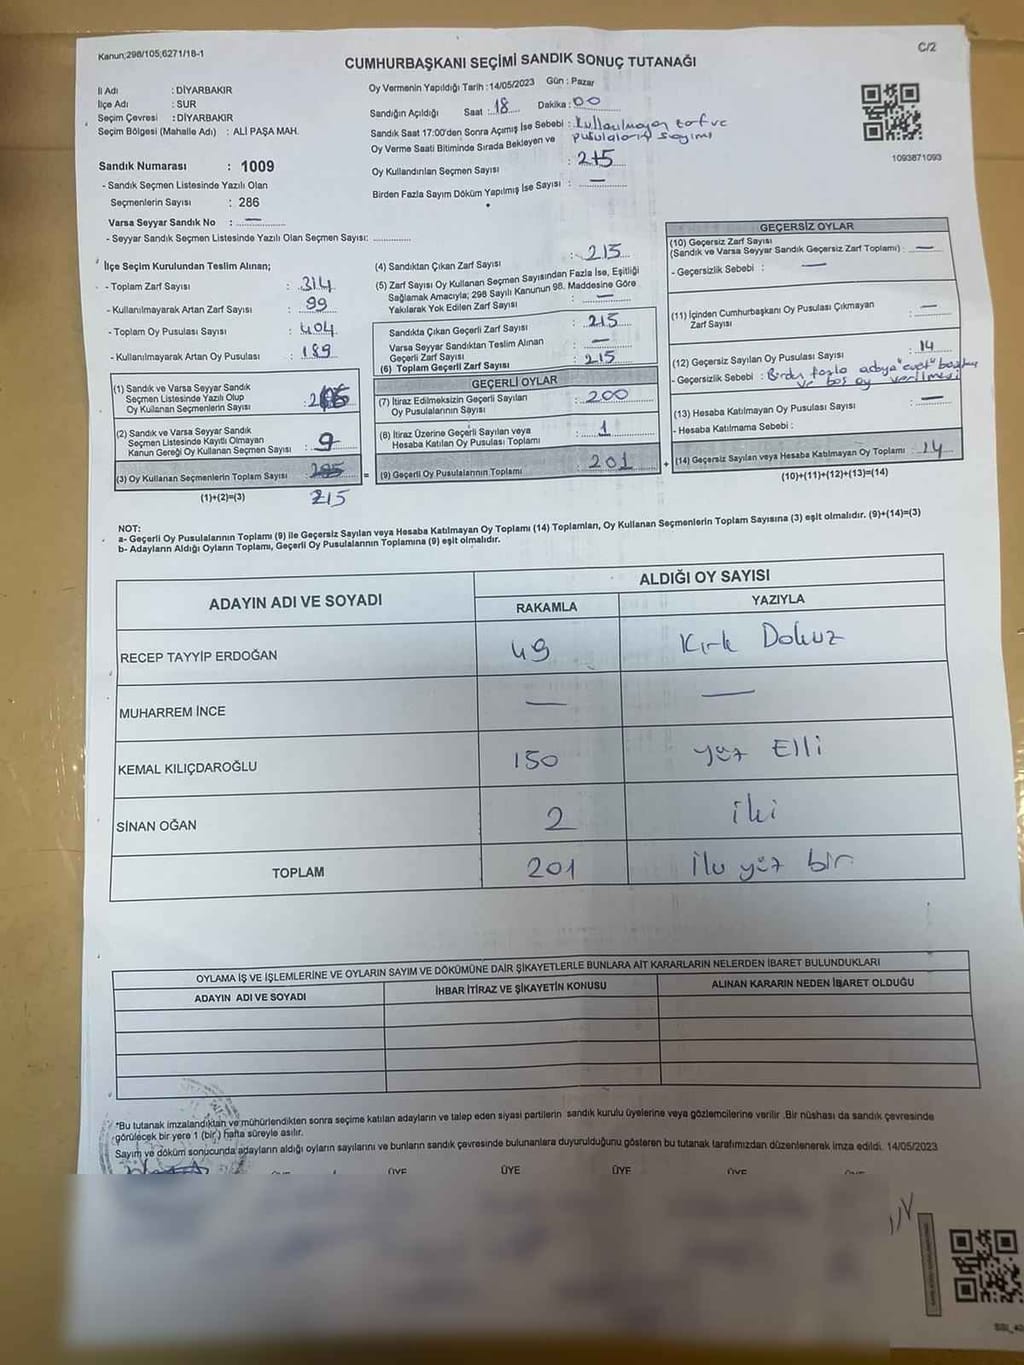 Kanun;298/105;6271/18-1
C/2
CUMHURBAŞKANI SEÇİMİ SANDIK SONUÇ TUTANAĞI
İl Adı : DİYARBAKIR
İlçe Adı : SUR
Seçim Çevresi : DİYARBAKIR
Seçim Bölgesi (Mahalle Adı) : ALİ PAŞA MAH.
Oy Vermenin Yapıldığı Tarih :14/05/2023 Gün : Pazar
Sandığın Açıldığı Saat : 18 Dakika : 00
Sandık Saat 17:00'den Sonra Açımış İse Sebebi : kullanılmayan zarf ve
pusulaların sayımı
Oy Verme Saati Bitiminde Sırada Bekleyen ve
Oy Kullandırılan Seçmen Sayısı : 215
Birden Fazla Sayım Döküm Yapılmış İse Sayısı : —
1093871093
Sandık Numarası : 1009
- Sandık Seçmen Listesinde Yazılı Olan
Seçmenlerin Sayısı : 286
Varsa Seyyar Sandık No : —
- Seyyar Sandık Seçmen Listesinde Yazılı Olan Seçmen Sayısı: ............
İlçe Seçim Kurulundan Teslim Alınan;
- Toplam Zarf Sayısı : 314
- Kullanılmayarak Artan Zarf Sayısı : 99
- Toplam Oy Pusulası Sayısı : 404
- Kullanılmayarak Artan Oy Pusulası : 189
(1) Sandık ve Varsa Seyyar Sandık
Seçmen Listesinde Yazılı Olup
Oy Kullanan Seçmenlerin Sayısı :
(2) Sandık ve Varsa Seyyar Sandık
Seçmen Listesinde Kayıtlı Olmayan
Kanun Gereği Oy Kullanan Seçmen Sayısı : 9
(3) Oy Kullanan Seçmenlerin Toplam Sayısı :
(1)+(2)=(3) 215
(4) Sandıktan Çıkan Zarf Sayısı : 215
(5) Zarf Sayısı Oy Kullanan Seçmen Sayısından Fazla İse, Eşitliği
Sağlamak Amacıyla; 298 Sayılı Kanunun 98. Maddesine Göre
Yakılarak Yok Edilen Zarf Sayısı : —
Sandıkta Çıkan Geçerli Zarf Sayısı : 215
Varsa Seyyar Sandıktan Teslim Alınan
Geçerli Zarf Sayısı : —
(6) Toplam Geçerli Zarf Sayısı : 215
GEÇERLİ OYLAR
(7) İtiraz Edilmeksizin Geçerli Sayılan
Oy Pusulalarının Sayısı : 200
(8) İtiraz Üzerine Geçerli Sayılan veya
Hesaba Katılan Oy Pusulası Toplamı : 1
= (9) Geçerli Oy Pusulalarının Toplamı : 201 +
GEÇERSİZ OYLAR
(10) Geçersiz Zarf Sayısı
(Sandık ve Varsa Seyyar Sandık Geçersiz Zarf Toplamı) : —
- Geçersizlik Sebebi : —
(11) İçinden Cumhurbaşkanı Oy Pusulası Çıkmayan
Zarf Sayısı : —
(12) Geçersiz Sayılan Oy Pusulası Sayısı : 14
- Geçersizlik Sebebi : Birden fazla adaya "evet" basılması
ve boş oy verilmesi
(13) Hesaba Katılmayan Oy Pusulası Sayısı : —
- Hesaba Katılmama Sebebi :
(14) Geçersiz Sayılan veya Hesaba Katılmayan Oy Toplamı : 14
(10)+(11)+(12)+(13)=(14)
NOT:
a- Geçerli Oy Pusulalarının Toplamı (9) ile Geçersiz Sayılan veya Hesaba Katılmayan Oy Toplamı (14) Toplamları, Oy Kullanan Seçmenlerin Toplam Sayısına (3) eşit olmalıdır. (9)+(14)=(3)
b- Adayların Aldığı Oyların Toplamı, Geçerli Oy Pusulalarının Toplamına (9) eşit olmalıdır.
ADAYIN ADI VE SOYADI
ALDIĞI OY SAYISI
RAKAMLA YAZIYLA
RECEP TAYYİP ERDOĞAN 49 Kırk Dokuz
MUHARREM İNCE — —
KEMAL KILIÇDAROĞLU 150 yüz Elli
SİNAN OĞAN 2 iki
TOPLAM 201 iki yüz bir
OYLAMA İŞ VE İŞLEMLERİNE VE OYLARIN SAYIM VE DÖKÜMÜNE DAİR ŞİKAYETLERLE BUNLARA AİT KARARLARIN NELERDEN İBARET BULUNDUKLARI
ADAYIN ADI VE SOYADI İHBAR İTİRAZ VE ŞİKAYETİN KONUSU ALINAN KARARIN NEDEN İBARET OLDUĞU
*Bu tutanak imzalandıktan ve mühürlendikten sonra seçime katılan adayların ve talep eden siyasi partilerin sandık kurulu üyelerine veya gözlemcilerine verilir .Bir nüshası da sandık çevresinde
görülecek bir yere 1 (bir ) hafta süreyle asılır.
Sayım ve döküm sonucunda adayların aldığı oyların sayılarını ve bunların sandık çevresinde bulunanlara duyurulduğunu gösteren bu tutanak tarafımızdan düzenlenerek imza edildi. 14/05/2023
ÜYE ÜYE ÜYE ÜYE